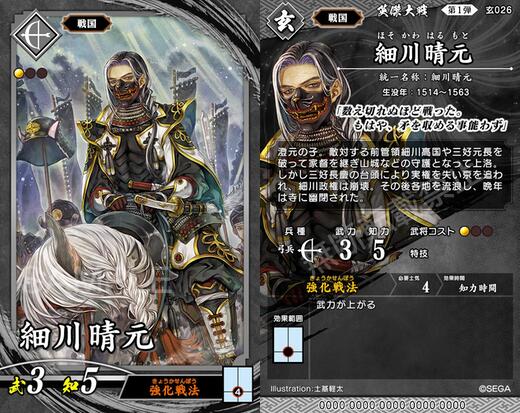 戦国
細川晴元
武3 知5
きょうかせんぽう
強化戦法
4
玄
戦国
英傑大戦
第1弾
玄026
ほそ かわ はる もと
細川晴元
統一名称：細川晴元
生没年：1514～1563
「数え切れぬほど戦った。
もはや、矛を収める事能わず」
澄元の子。敵対する前管領細川高国や三好元長を
破って家督を継ぎ山城などの守護となって上洛。
しかし三好長慶の台頭により実権を失い京を追わ
れ、細川政権は崩壊。その後各地を流浪し、晩年
は寺に幽閉された。
兵種 武力 知力 武将コスト
弓兵 3 5 特技
きょうかせんぽう
強化戦法
必要士気
4
効果時間
知力時間
武力が上がる
効果範囲
Illustration:土基軽太
©SEGA
0000 0000 0000 0000 0000